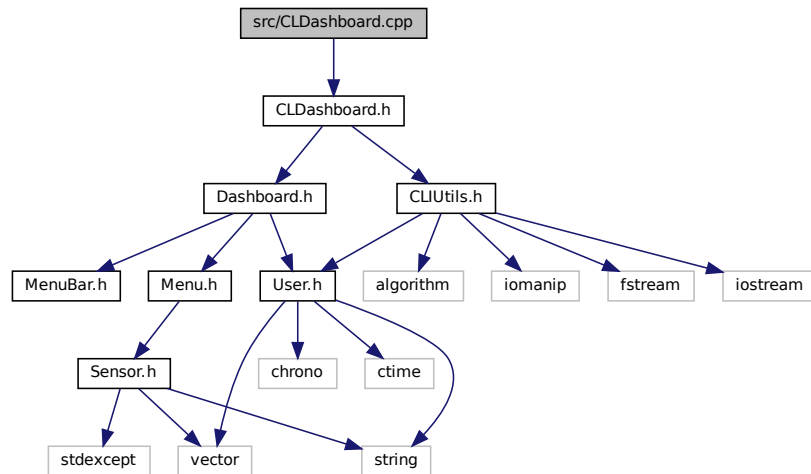 src/CLDashboard.cpp
CLDashboard.h
Dashboard.h
CLIUtils.h
MenuBar.h
Menu.h
User.h
algorithm
iomanip
fstream
iostream
Sensor.h
chrono
ctime
stdexcept
vector
string